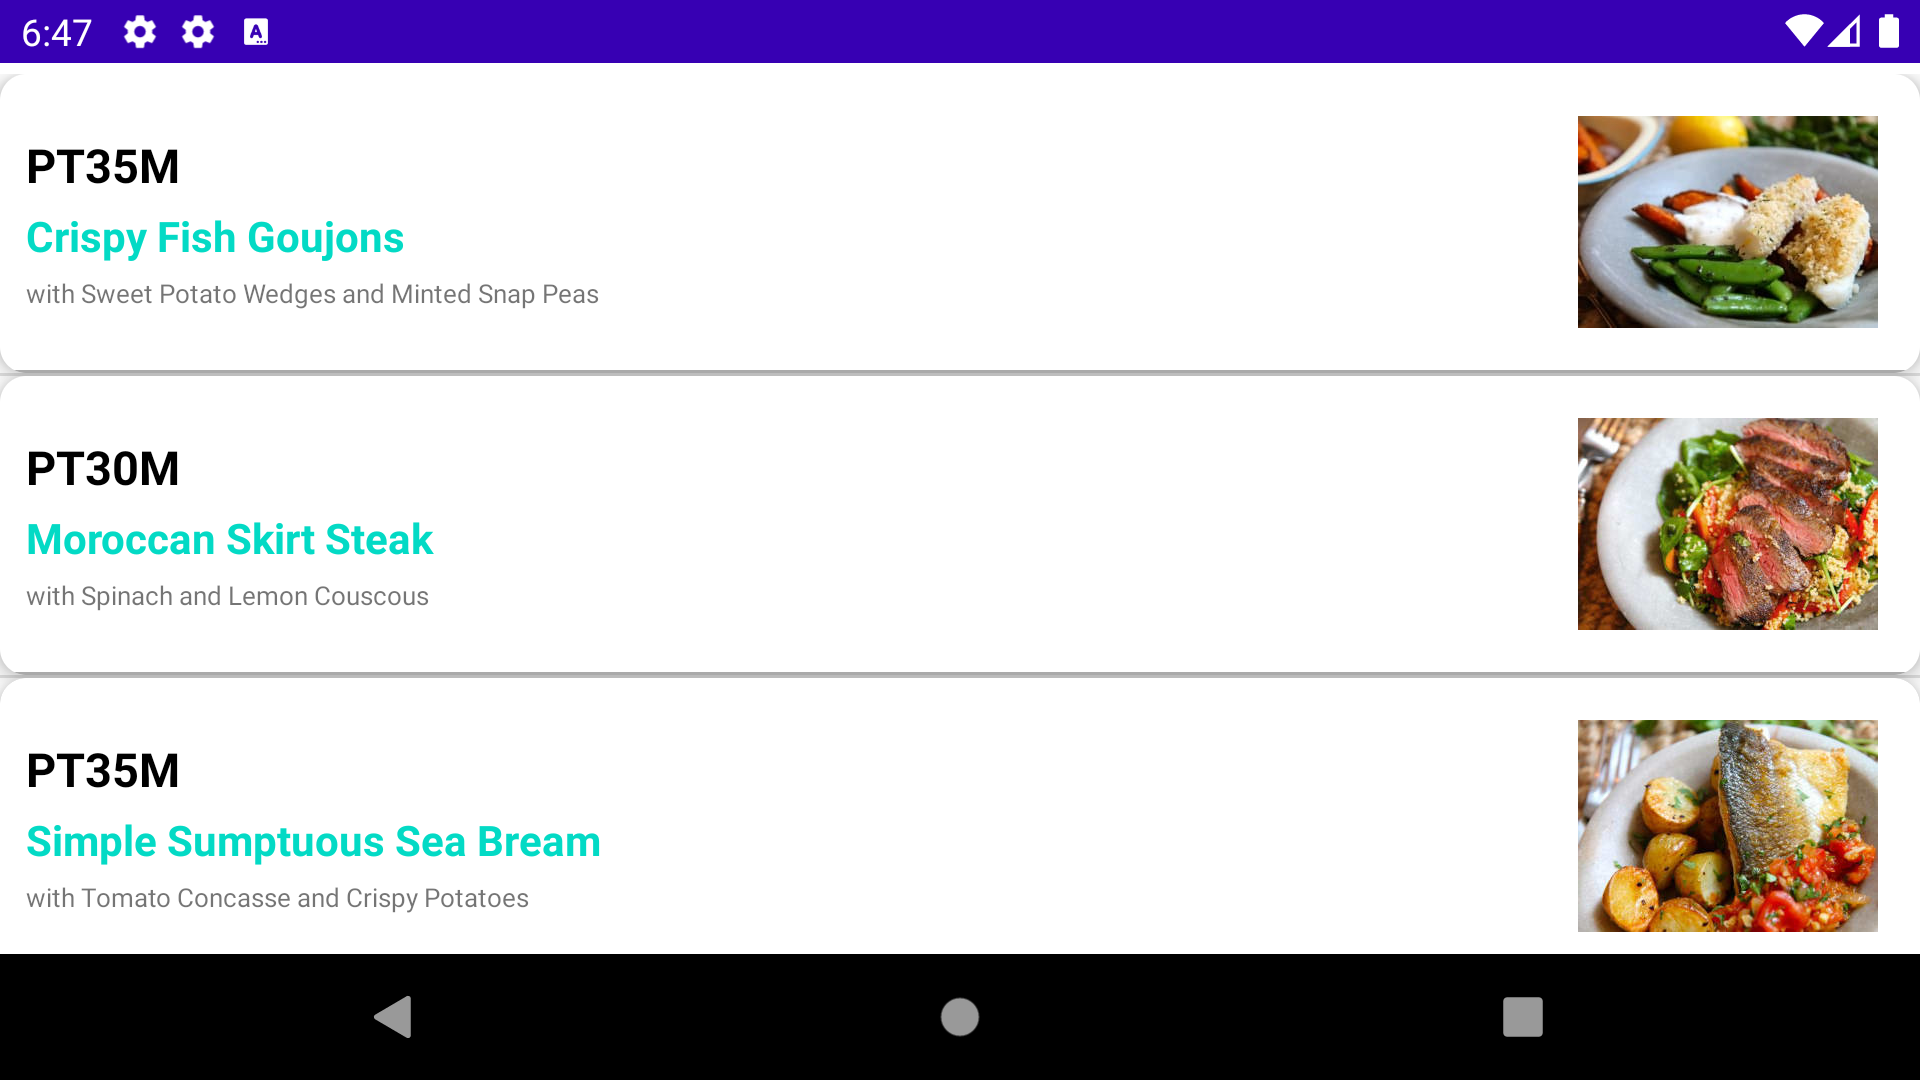 6:47
PT35M
Crispy Fish Goujons
with Sweet Potato Wedges and Minted Snap Peas
PT30M
Moroccan Skirt Steak
with Spinach and Lemon Couscous
PT35M
Simple Sumptuous Sea Bream
with Tomato Concasse and Crispy Potatoes